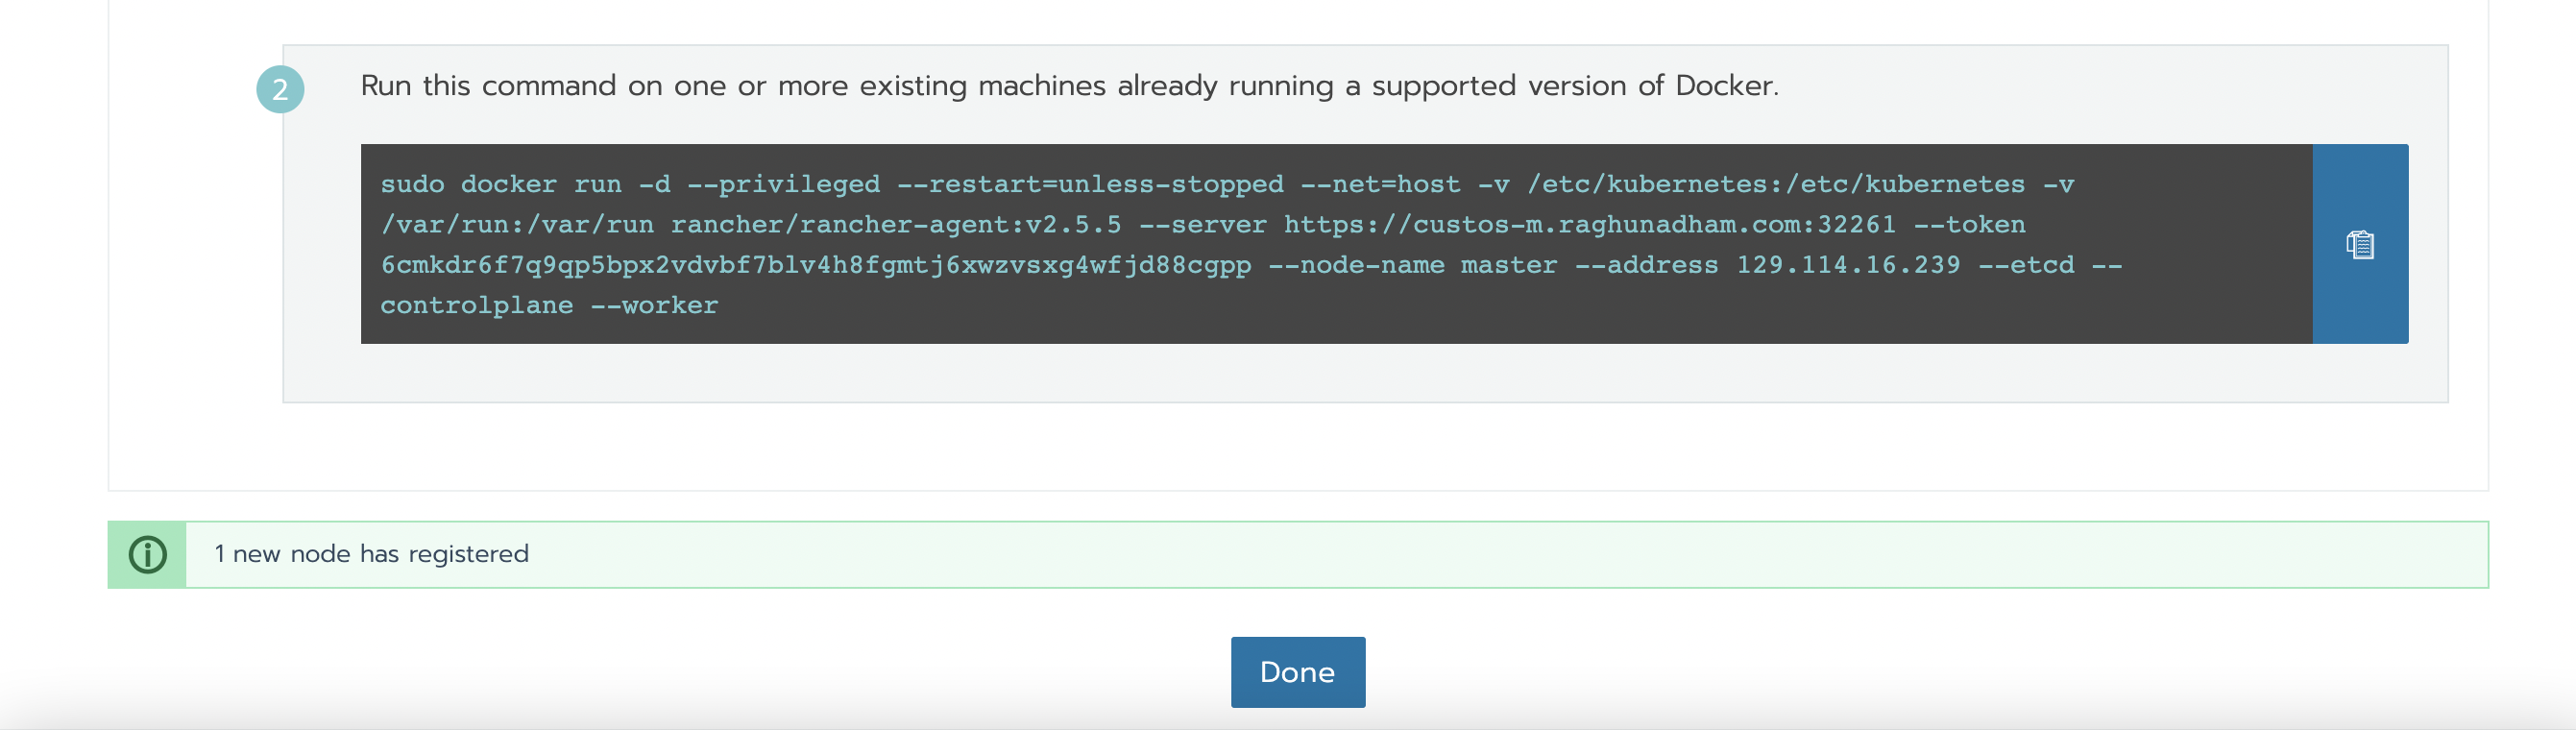 2
Run this command on one or more existing machines already running a supported version of Docker.
sudo docker run -d --privileged --restart=unless-stopped --net=host -v /etc/kubernetes:/etc/kubernetes -v
/var/run:/var/run rancher/rancher-agent:v2.5.5 --server https://custos-m.raghunadham.com:32261 --token
6cmkdr6f7q9qp5bpx2vdvbf7blv4h8fgmtj6xwzvsxg4wfjd88cgpp --node-name master --address 129.114.16.239 --etcd --
controlplane --worker
1 new node has registered
Done